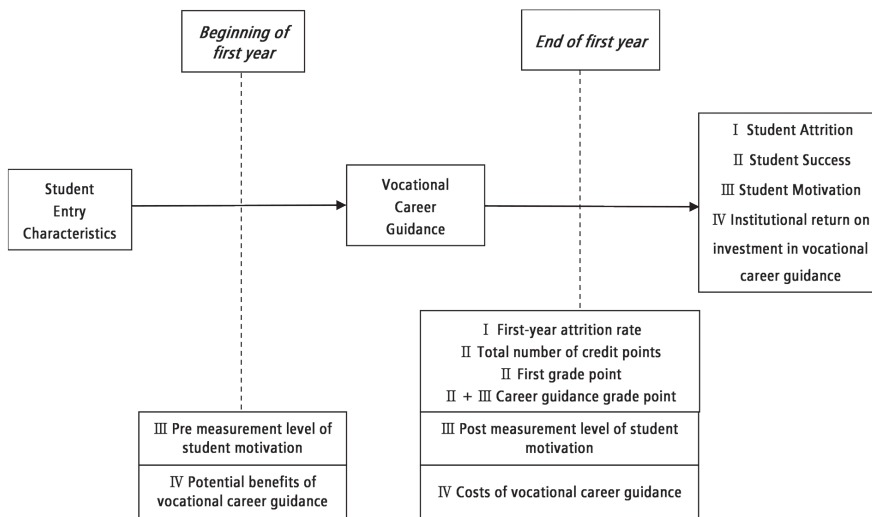 Beginning of
first year
End of first year
Student
Entry
Characteristics
Vocational
Career
Guidance
Ⅰ Student Attrition
Ⅱ Student Success
Ⅲ Student Motivation
Ⅳ Institutional return on
investment in vocational
career guidance
Ⅰ First-year attrition rate
Ⅱ Total number of credit points
Ⅱ First grade point
Ⅱ + Ⅲ Career guidance grade point
Ⅲ Pre measurement level of
student motivation
Ⅳ Potential benefits of
vocational career guidance
Ⅲ Post measurement level of student
motivation
Ⅳ Costs of vocational career guidance